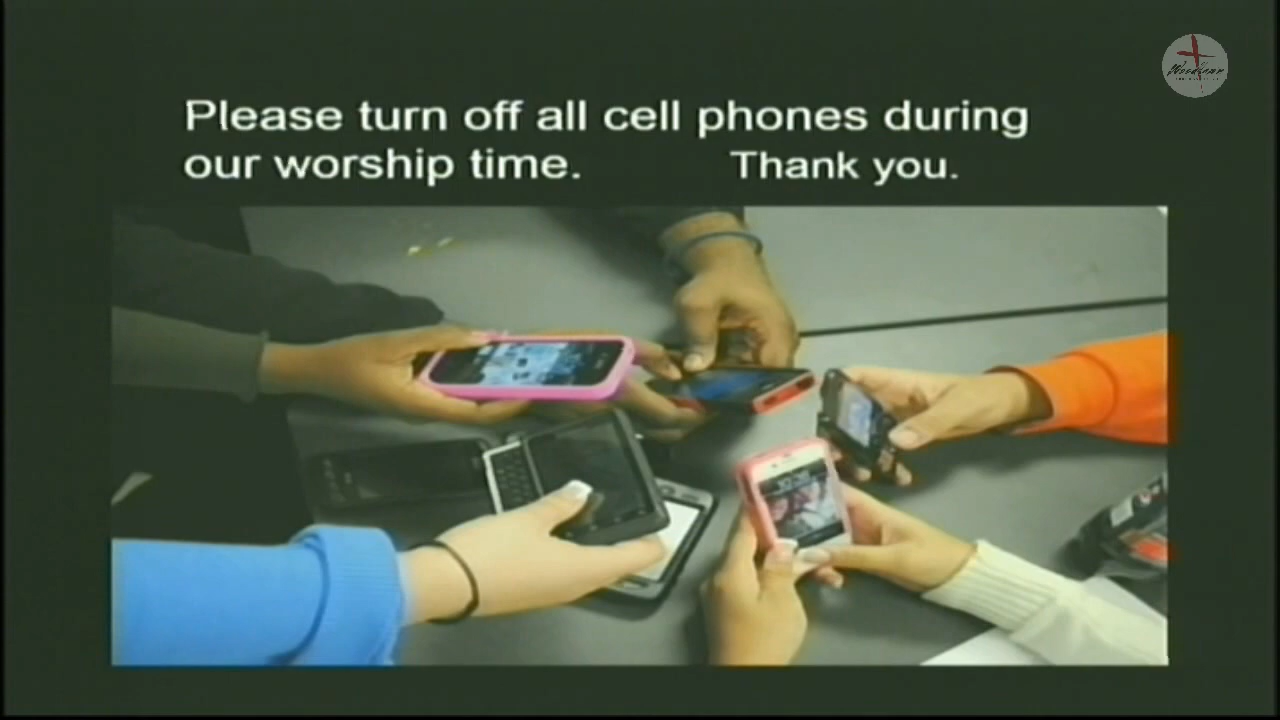 Please turn off all cell phones during
our worship time. Thank you.